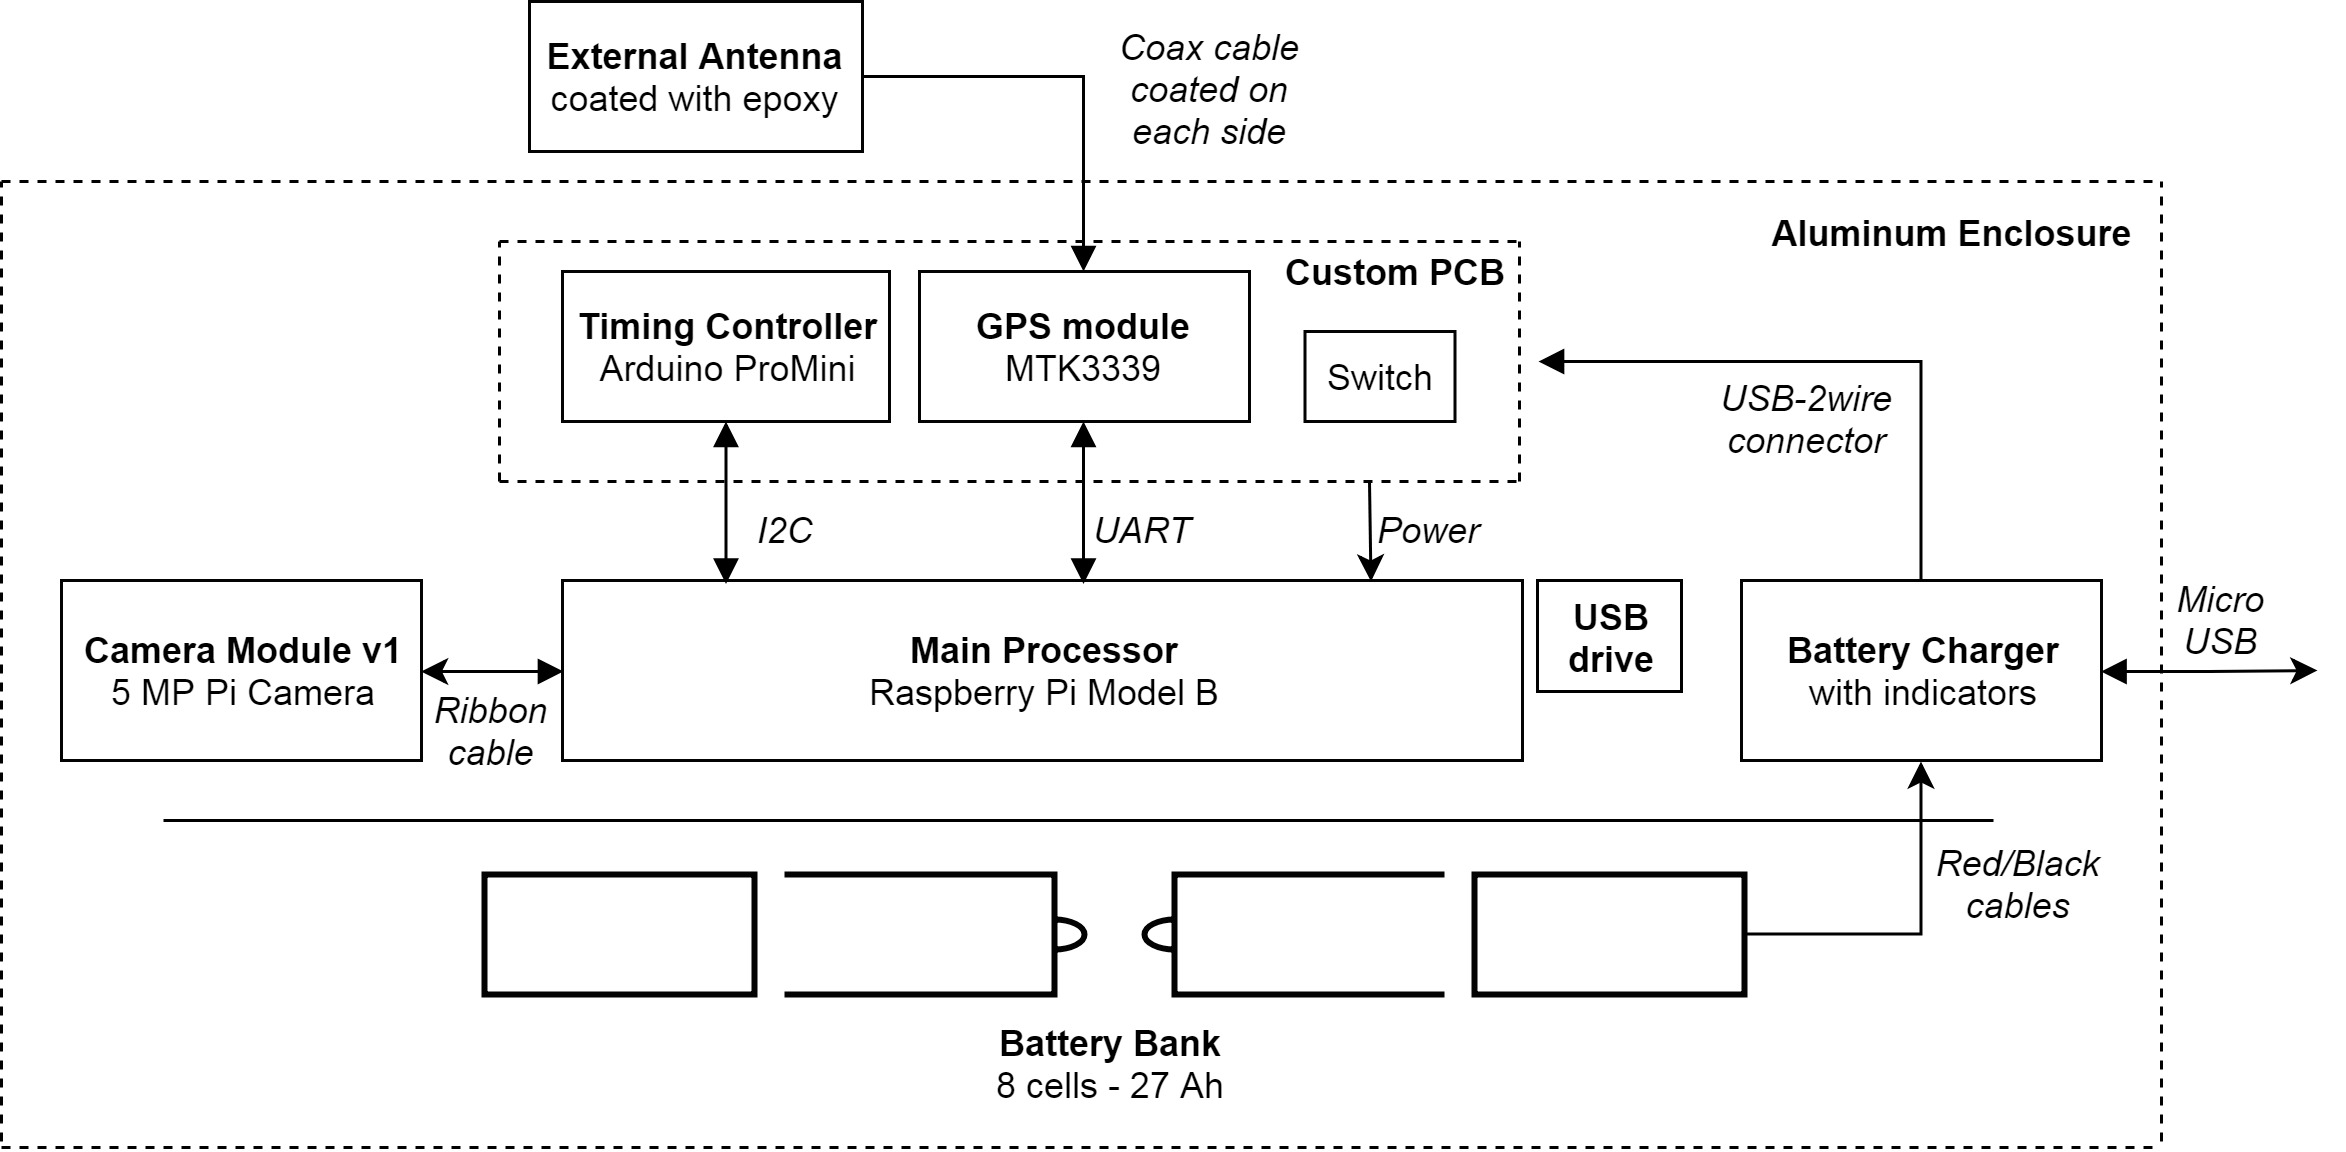 External Antenna
coated with epoxy
Coax cable
coated on
each side
Aluminum Enclosure
Custom PCB
Timing Controller
Arduino ProMini
GPS module
MTK3339
Switch
USB-2wire
connector
I2C
UART
Power
Camera Module v1
5 MP Pi Camera
Ribbon
cable
Main Processor
Raspberry Pi Model B
USB
drive
Battery Charger
with indicators
Micro
USB
Red/Black
cables
Battery Bank
8 cells - 27 Ah